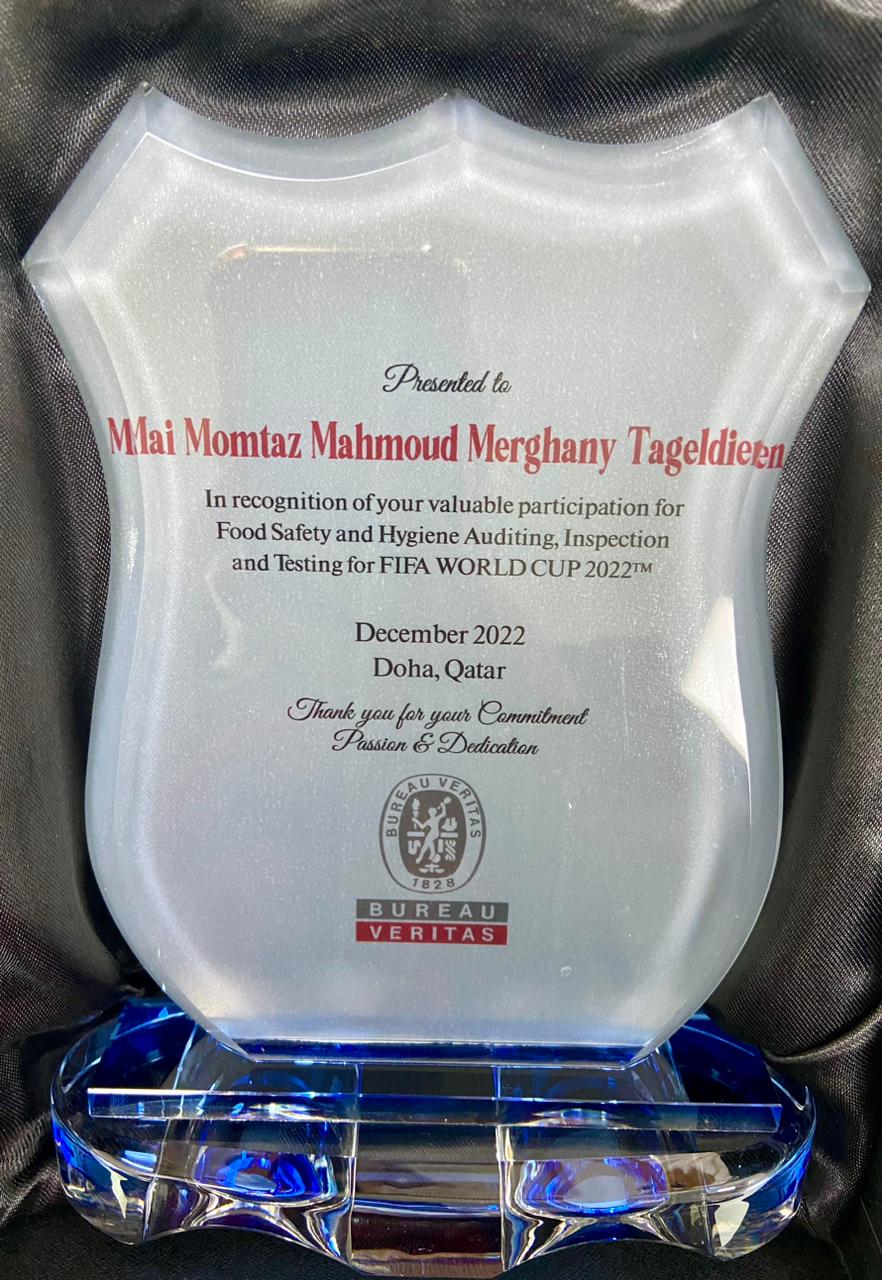 Presented to
Mai Momtaz Mahmoud Merghany Tageldieen
In recognition of your valuable participation for
Food Safety and Hygiene Auditing, Inspection
and Testing for FIFA WORLD CUP 2022™
December 2022
Doha, Qatar
Thank you for your Commitment
Passion & Dedication
BUREAU VERITAS
1828
BUREAU
VERITAS